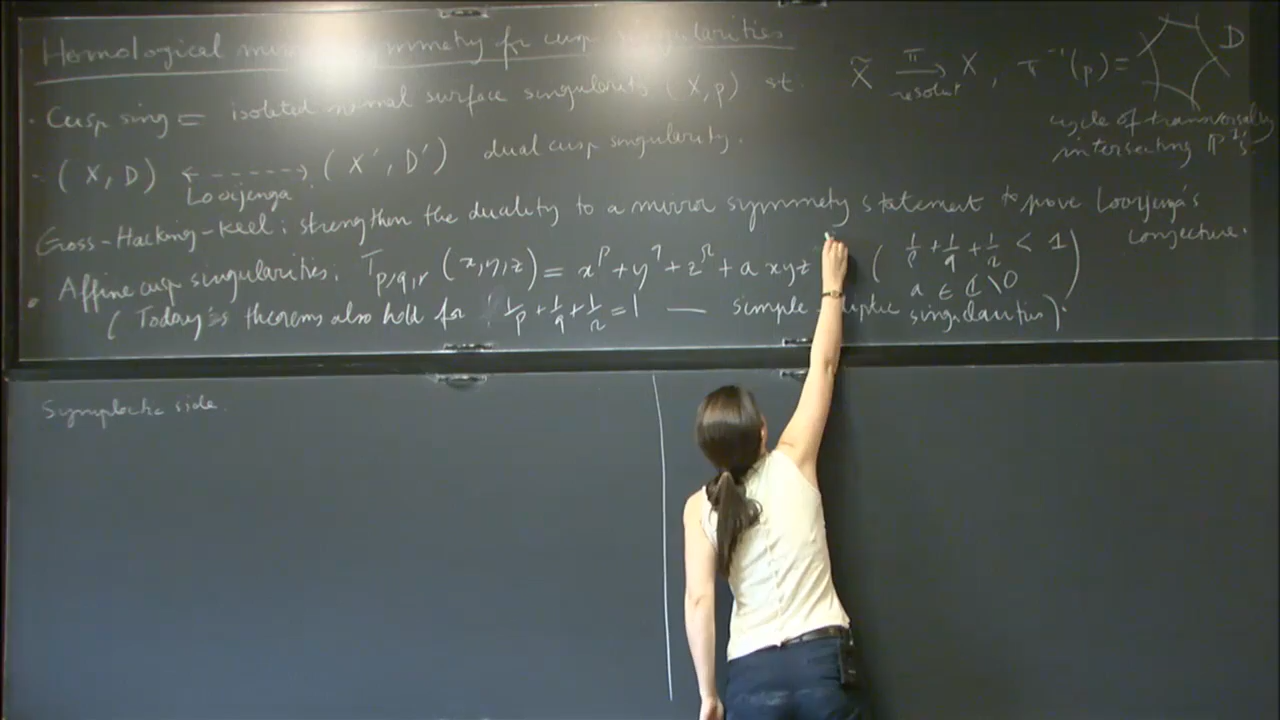 Homological mirror symmetry for cusp singularities
• Cusp sing = isolated normal surface singularity (X,p) st. X̃ →^π_resolut X, π⁻¹(p) = D
cycle of transversally intersecting ℙ¹'s
• (X, D) <-----> (X', D') dual cusp singularity.
Looijenga
Gross-Hacking-Keel: strengthen the duality to a mirror symmetry statement to prove Looijenga's conjecture.
• Affine cusp singularities. T_{p,q,r} (x,y,z) = x^p + y^q + z^r + a xyz ( 1/p + 1/q + 1/r < 1
a ∈ ℂ \ 0 )
( Today's theorems also hold for 1/p + 1/q + 1/r = 1 — simple elliptic singularities).
Symplectic side.